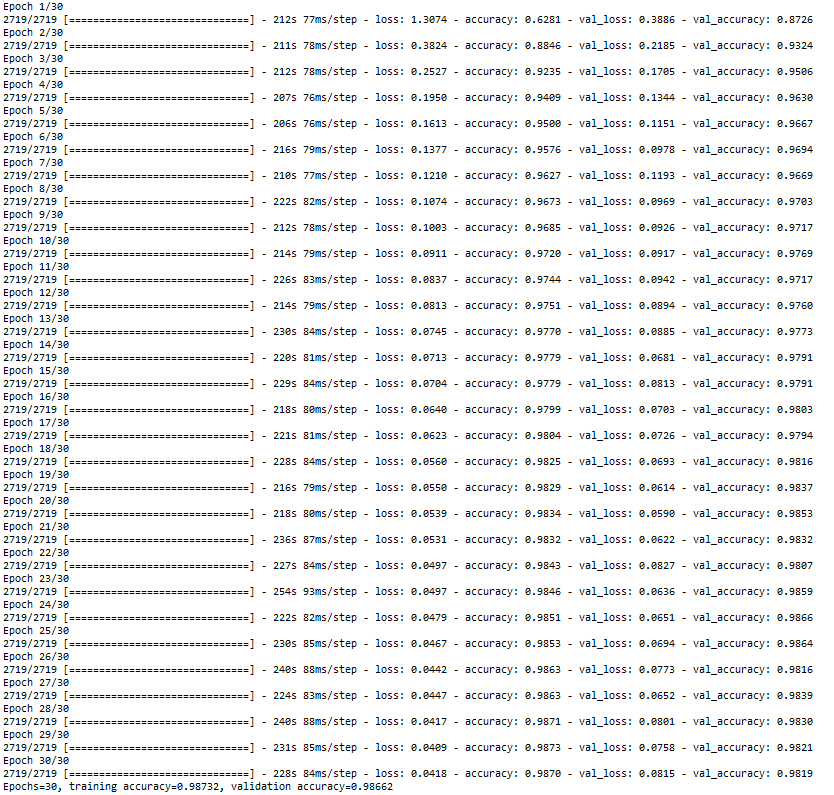 Epoch 1/30
2719/2719 [==============================] - 212s 77ms/step - loss: 1.3074 - accuracy: 0.6281 - val_loss: 0.3886 - val_accuracy: 0.8726
Epoch 2/30
2719/2719 [==============================] - 211s 78ms/step - loss: 0.3824 - accuracy: 0.8846 - val_loss: 0.2185 - val_accuracy: 0.9324
Epoch 3/30
2719/2719 [==============================] - 212s 78ms/step - loss: 0.2527 - accuracy: 0.9235 - val_loss: 0.1705 - val_accuracy: 0.9506
Epoch 4/30
2719/2719 [==============================] - 207s 76ms/step - loss: 0.1950 - accuracy: 0.9409 - val_loss: 0.1344 - val_accuracy: 0.9630
Epoch 5/30
2719/2719 [==============================] - 206s 76ms/step - loss: 0.1613 - accuracy: 0.9500 - val_loss: 0.1151 - val_accuracy: 0.9667
Epoch 6/30
2719/2719 [==============================] - 216s 79ms/step - loss: 0.1377 - accuracy: 0.9576 - val_loss: 0.0978 - val_accuracy: 0.9694
Epoch 7/30
2719/2719 [==============================] - 210s 77ms/step - loss: 0.1210 - accuracy: 0.9627 - val_loss: 0.1193 - val_accuracy: 0.9669
Epoch 8/30
2719/2719 [==============================] - 222s 82ms/step - loss: 0.1074 - accuracy: 0.9673 - val_loss: 0.0969 - val_accuracy: 0.9703
Epoch 9/30
2719/2719 [==============================] - 212s 78ms/step - loss: 0.1003 - accuracy: 0.9685 - val_loss: 0.0926 - val_accuracy: 0.9717
Epoch 10/30
2719/2719 [==============================] - 214s 79ms/step - loss: 0.0911 - accuracy: 0.9720 - val_loss: 0.0917 - val_accuracy: 0.9769
Epoch 11/30
2719/2719 [==============================] - 226s 83ms/step - loss: 0.0837 - accuracy: 0.9744 - val_loss: 0.0942 - val_accuracy: 0.9717
Epoch 12/30
2719/2719 [==============================] - 214s 79ms/step - loss: 0.0813 - accuracy: 0.9751 - val_loss: 0.0894 - val_accuracy: 0.9760
Epoch 13/30
2719/2719 [==============================] - 230s 84ms/step - loss: 0.0745 - accuracy: 0.9770 - val_loss: 0.0885 - val_accuracy: 0.9773
Epoch 14/30
2719/2719 [==============================] - 220s 81ms/step - loss: 0.0713 - accuracy: 0.9779 - val_loss: 0.0681 - val_accuracy: 0.9791
Epoch 15/30
2719/2719 [==============================] - 229s 84ms/step - loss: 0.0704 - accuracy: 0.9779 - val_loss: 0.0813 - val_accuracy: 0.9791
Epoch 16/30
2719/2719 [==============================] - 218s 80ms/step - loss: 0.0640 - accuracy: 0.9799 - val_loss: 0.0703 - val_accuracy: 0.9803
Epoch 17/30
2719/2719 [==============================] - 221s 81ms/step - loss: 0.0623 - accuracy: 0.9804 - val_loss: 0.0726 - val_accuracy: 0.9794
Epoch 18/30
2719/2719 [==============================] - 228s 84ms/step - loss: 0.0560 - accuracy: 0.9825 - val_loss: 0.0693 - val_accuracy: 0.9816
Epoch 19/30
2719/2719 [==============================] - 216s 79ms/step - loss: 0.0550 - accuracy: 0.9829 - val_loss: 0.0614 - val_accuracy: 0.9837
Epoch 20/30
2719/2719 [==============================] - 218s 80ms/step - loss: 0.0539 - accuracy: 0.9834 - val_loss: 0.0590 - val_accuracy: 0.9853
Epoch 21/30
2719/2719 [==============================] - 236s 87ms/step - loss: 0.0531 - accuracy: 0.9832 - val_loss: 0.0622 - val_accuracy: 0.9832
Epoch 22/30
2719/2719 [==============================] - 227s 84ms/step - loss: 0.0497 - accuracy: 0.9843 - val_loss: 0.0827 - val_accuracy: 0.9807
Epoch 23/30
2719/2719 [==============================] - 254s 93ms/step - loss: 0.0497 - accuracy: 0.9846 - val_loss: 0.0636 - val_accuracy: 0.9859
Epoch 24/30
2719/2719 [==============================] - 222s 82ms/step - loss: 0.0479 - accuracy: 0.9851 - val_loss: 0.0651 - val_accuracy: 0.9866
Epoch 25/30
2719/2719 [==============================] - 230s 85ms/step - loss: 0.0467 - accuracy: 0.9853 - val_loss: 0.0694 - val_accuracy: 0.9864
Epoch 26/30
2719/2719 [==============================] - 240s 88ms/step - loss: 0.0442 - accuracy: 0.9863 - val_loss: 0.0773 - val_accuracy: 0.9816
Epoch 27/30
2719/2719 [==============================] - 224s 83ms/step - loss: 0.0447 - accuracy: 0.9863 - val_loss: 0.0652 - val_accuracy: 0.9839
Epoch 28/30
2719/2719 [==============================] - 240s 88ms/step - loss: 0.0417 - accuracy: 0.9871 - val_loss: 0.0801 - val_accuracy: 0.9830
Epoch 29/30
2719/2719 [==============================] - 231s 85ms/step - loss: 0.0409 - accuracy: 0.9873 - val_loss: 0.0758 - val_accuracy: 0.9821
Epoch 30/30
2719/2719 [==============================] - 228s 84ms/step - loss: 0.0418 - accuracy: 0.9870 - val_loss: 0.0815 - val_accuracy: 0.9819
Epochs=30, training accuracy=0.98732, validation accuracy=0.98662